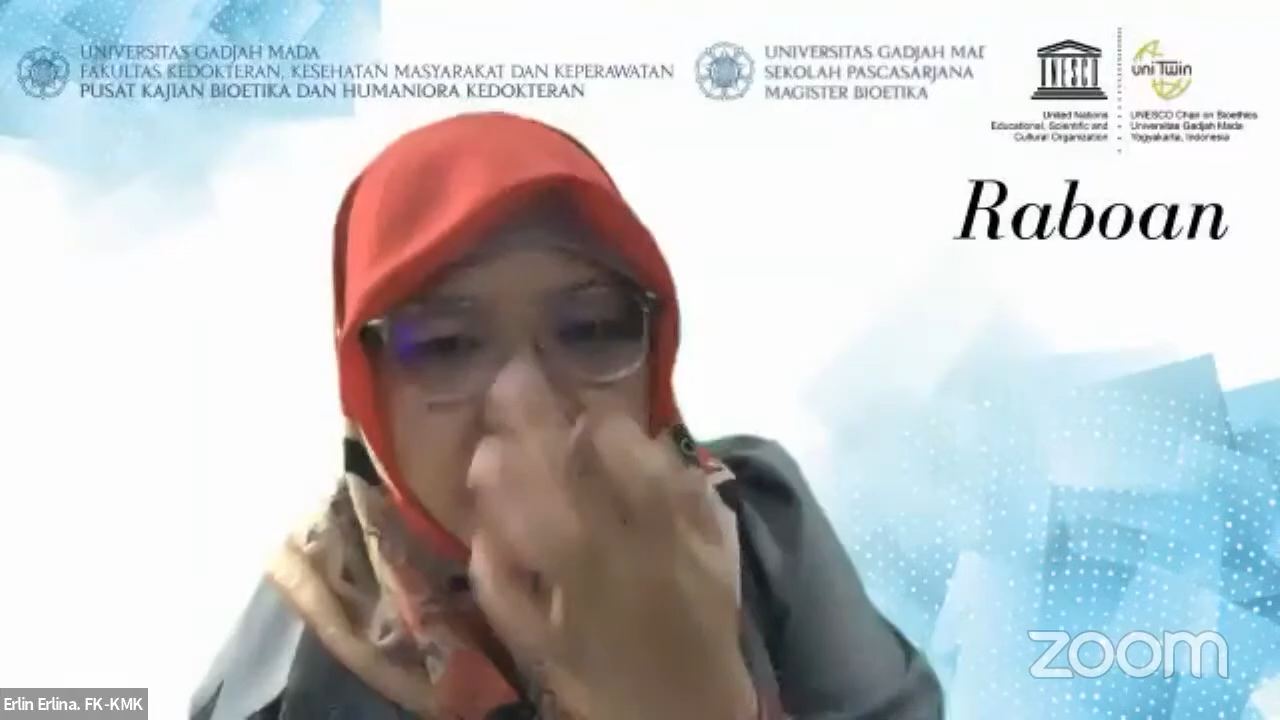 UNIVERSITAS GADJAH MADA
FAKULTAS KEDOKTERAN, KESEHATAN MASYARAKAT DAN KEPERAWATAN
PUSAT KAJIAN BIOETIKA DAN HUMANIORA KEDOKTERAN
UNIVERSITAS GADJAH MAD
SEKOLAH PASCASARJANA
MAGISTER BIOETIKA
UNESCO
United Nations
Educational, Scientific and
Cultural Organization
uniTwin
UNESCO Chair on Bioethics
Universitas Gadjah Mada
Yogyakarta, Indonesia
Raboan
zoom
Erlin Erlina. FK-KMK